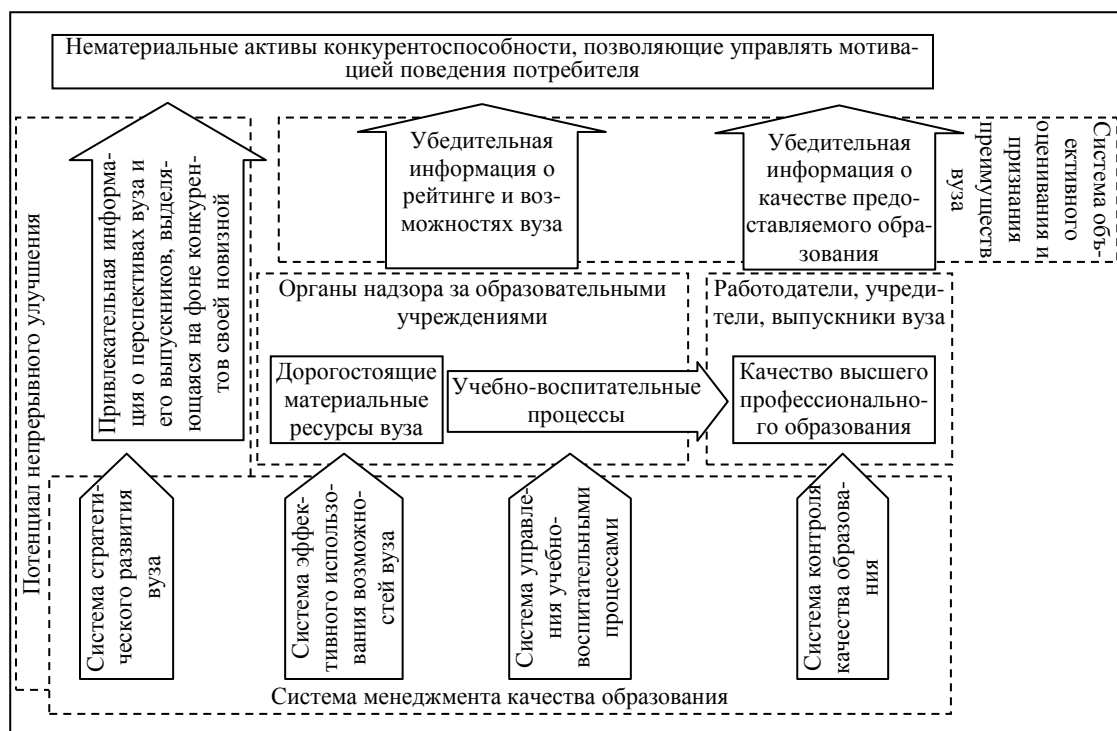 Нематериальные активы конкурентоспособности, позволяющие управлять мотива-
цией поведения потребителя
Потенциал непрерывного улучшения
Привлекательная информа-
ция о перспективах вуза и
его выпускников, выделя-
ющаяся на фоне конкурен-
тов своей новизной
Убедительная
информация о
рейтинге и воз-
можностях вуза
Убедительная
информация о
качестве предо-
ставляемого обра-
зования
Система объ-
ективного
оценивания и
признания
преимуществ
вуза
Органы надзора за образовательными
учреждениями
Работодатели, учреди-
тели, выпускники вуза
Дорогостоящие
материальные
ресурсы вуза
Учебно-воспитательные
процессы
Качество высшего
профессионально-
го образования
Система стратеги-
ческого развития
вуза
Система эффек-
тивного исполь­зо-
вания возможно-
стей вуза
Система управле-
ния учебно-
воспитательными
процессами
Система контроля
качества образова-
ния
Система менеджмента качества образования